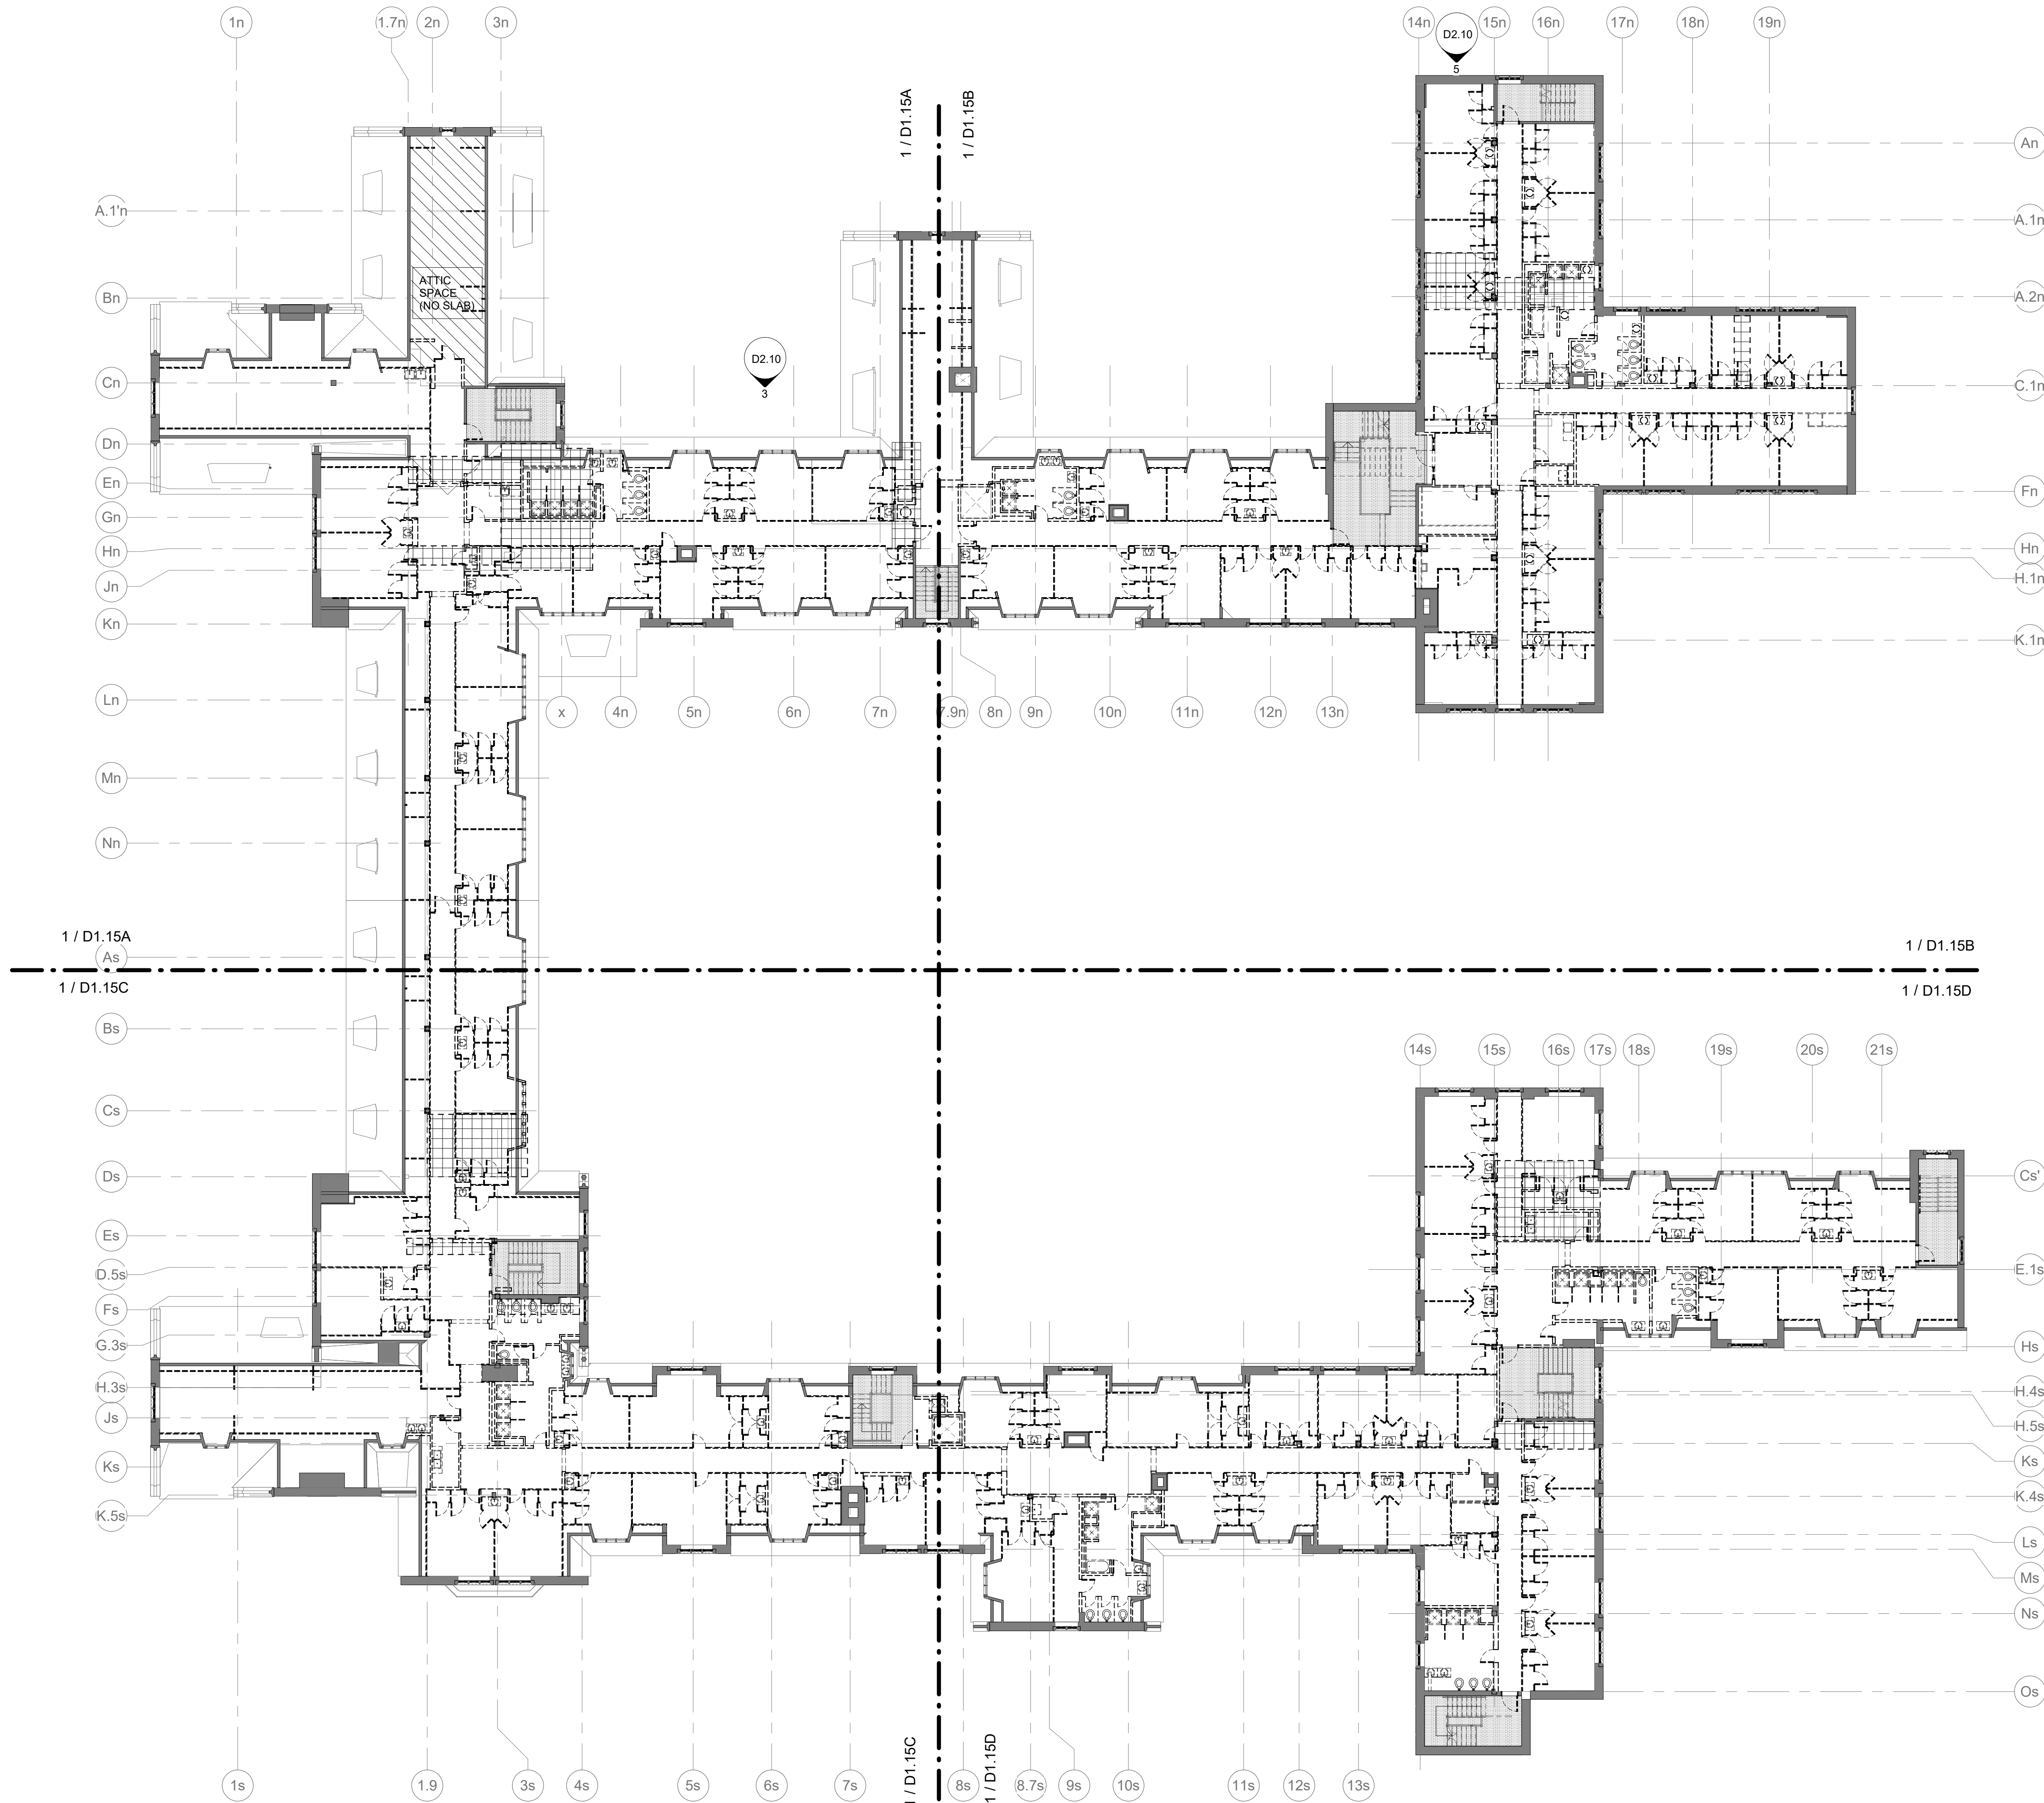 1n
1.7n
2n
3n
14n
15n
16n
17n
18n
19n
D2.10
5
1 / D1.15A
1 / D1.15B
An
A.1'n
A.1n
ATTIC
SPACE
(NO SLAB)
Bn
A.2n
D2.10
3
Cn
C.1n
Dn
En
Fn
Gn
Hn
Hn
Jn
H.1n
Kn
K.1n
Ln
x
4n
5n
6n
7n
7.9n
8n
9n
10n
11n
12n
13n
Mn
Nn
1 / D1.15A
As
1 / D1.15B
1 / D1.15C
1 / D1.15D
Bs
14s
15s
16s
17s
18s
19s
20s
21s
Cs
Ds
Cs'
Es
D.5s
E.1s
Fs
G.3s
Hs
H.3s
H.4s
Js
H.5s
Ks
Ks
K.5s
K.4s
Ls
Ms
Ns
Os
1 / D1.15C
1 / D1.15D
1s
1.9
3s
4s
5s
6s
7s
8s
8.7s
9s
10s
11s
12s
13s